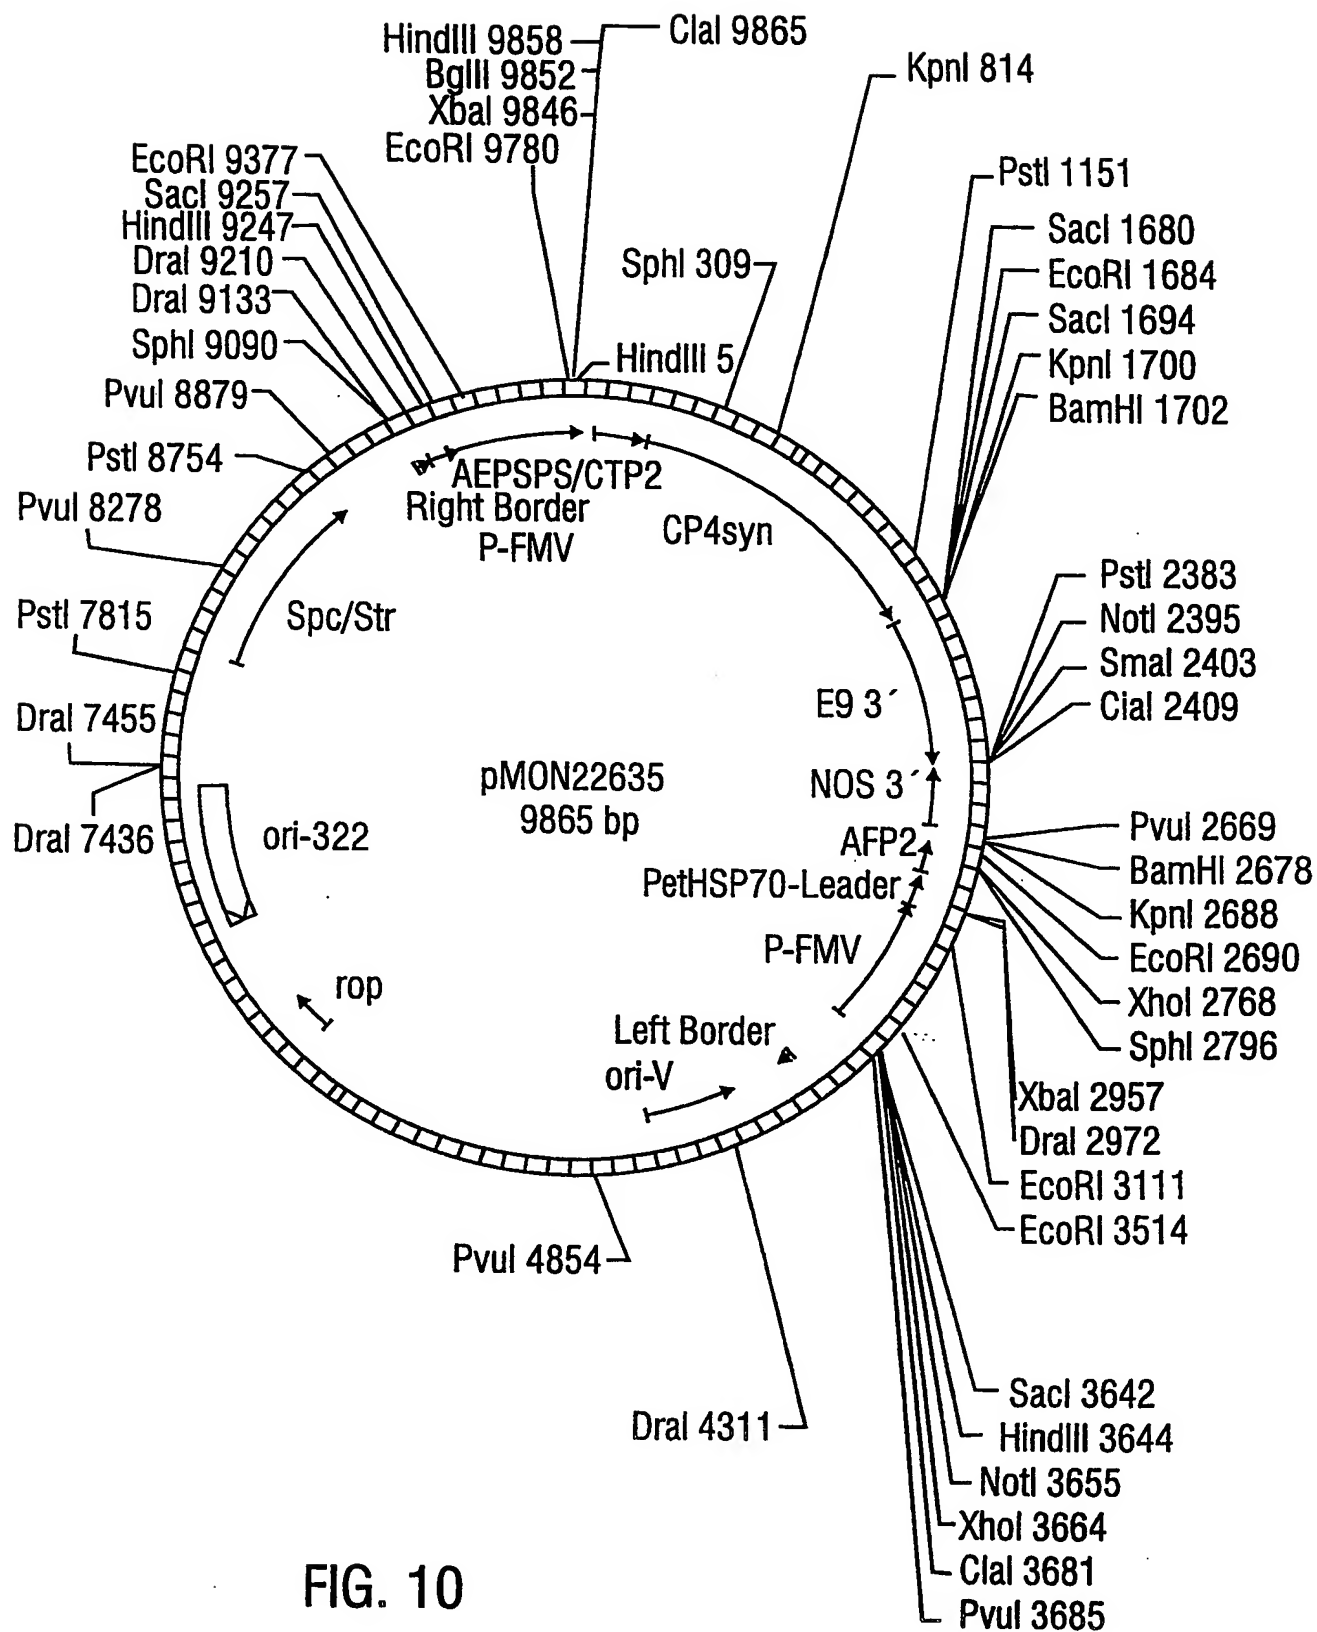 HindIII 9858
BglII 9852
XbaI 9846
EcoRI 9780
ClaI 9865
KpnI 814
EcoRI 9377
SacI 9257
HindIII 9247
DraI 9210
DraI 9133
SphI 9090
PvuI 8879
PstI 8754
PvuI 8278
PstI 7815
DraI 7455
DraI 7436
SphI 309
HindIII 5
PstI 1151
SacI 1680
EcoRI 1684
SacI 1694
KpnI 1700
BamHI 1702
PstI 2383
NotI 2395
SmaI 2403
CiaI 2409
PvuI 2669
BamHI 2678
KpnI 2688
EcoRI 2690
XhoI 2768
SphI 2796
XbaI 2957
DraI 2972
EcoRI 3111
EcoRI 3514
AEPSPS/CTP2
Right Border
P-FMV
CP4syn
Spc/Str
E9 3´
NOS 3´
AFP2
PetHSP70-Leader
P-FMV
pMON22635
9865 bp
ori-322
rop
Left Border
ori-V
PvuI 4854
DraI 4311
SacI 3642
HindIII 3644
NotI 3655
XhoI 3664
ClaI 3681
PvuI 3685
FIG. 10